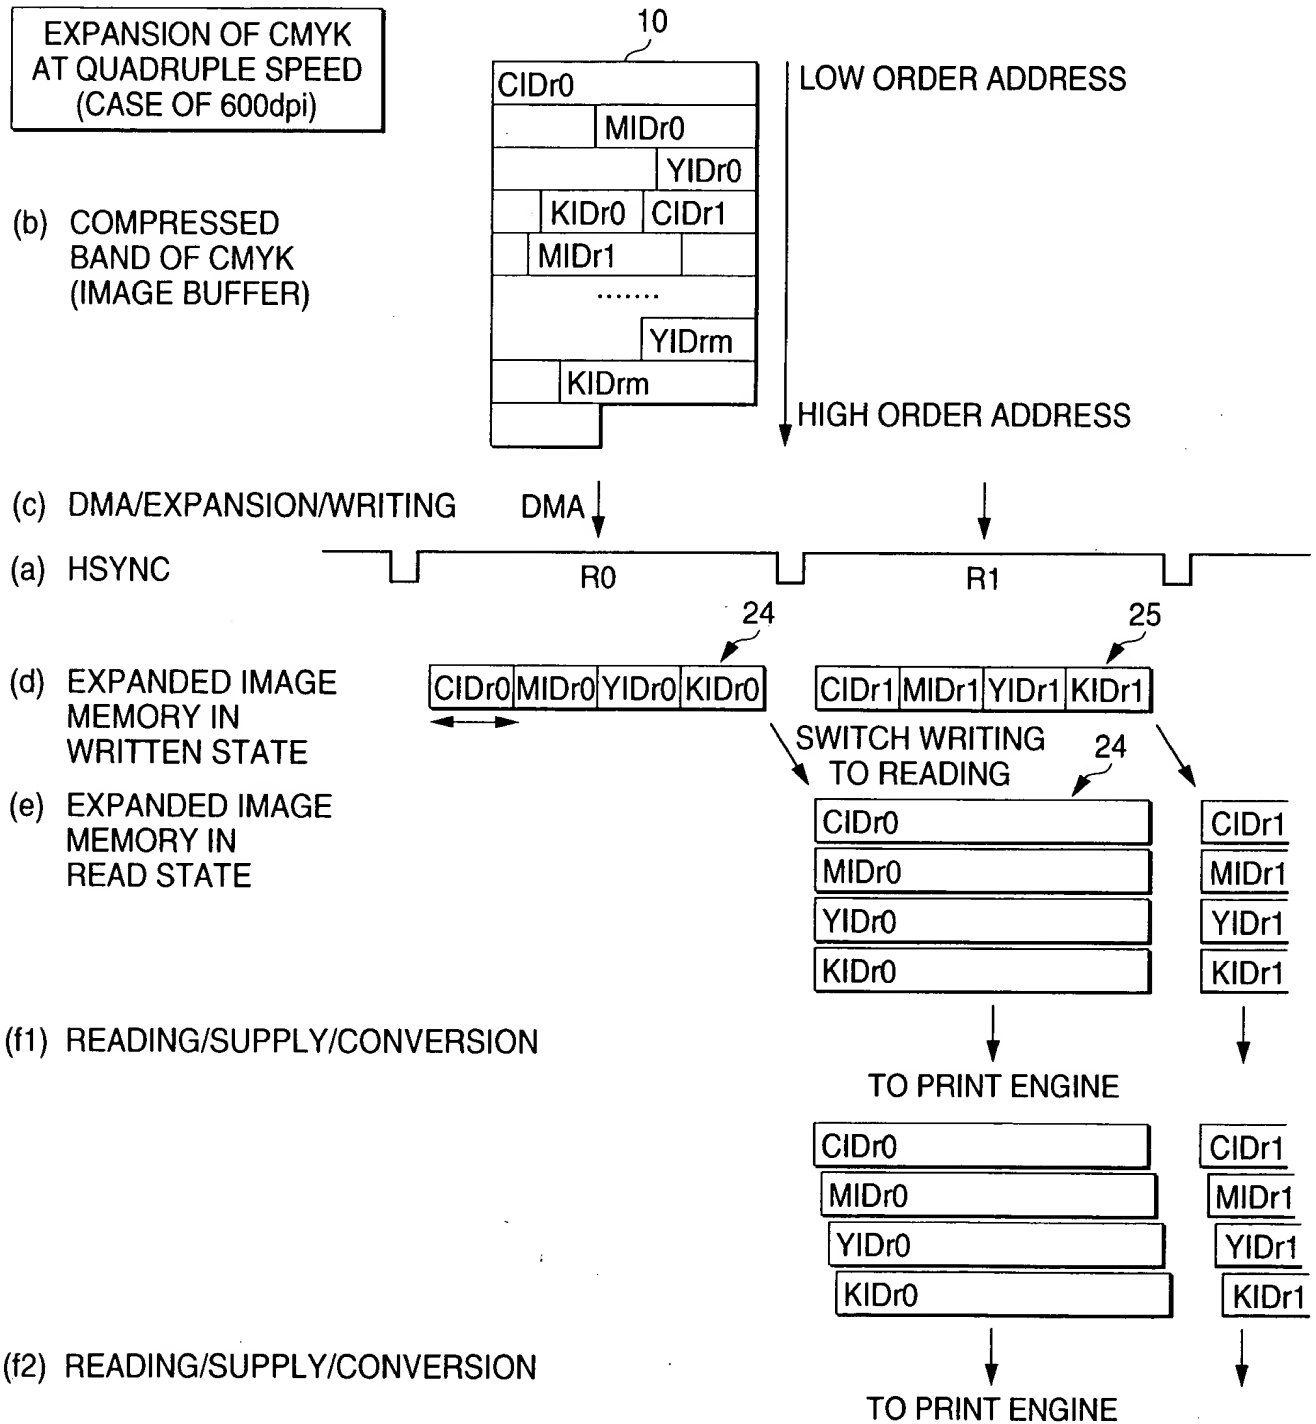 EXPANSION OF CMYK
AT QUADRUPLE SPEED
(CASE OF 600dpi)
10
LOW ORDER ADDRESS
CIDr0
MIDr0
YIDr0
KIDr0 CIDr1
MIDr1
.......
YIDrm
KIDrm
HIGH ORDER ADDRESS
(b) COMPRESSED
BAND OF CMYK
(IMAGE BUFFER)
(c) DMA/EXPANSION/WRITING DMA
(a) HSYNC R0 R1
24 25
(d) EXPANDED IMAGE
MEMORY IN
WRITTEN STATE
CIDr0 MIDr0 YIDr0 KIDr0 CIDr1 MIDr1 YIDr1 KIDr1
SWITCH WRITING
TO READING
24
(e) EXPANDED IMAGE
MEMORY IN
READ STATE
CIDr0 CIDr1
MIDr0 MIDr1
YIDr0 YIDr1
KIDr0 KIDr1
(f1) READING/SUPPLY/CONVERSION
TO PRINT ENGINE
CIDr0 CIDr1
MIDr0 MIDr1
YIDr0 YIDr1
KIDr0 KIDr1
(f2) READING/SUPPLY/CONVERSION
TO PRINT ENGINE